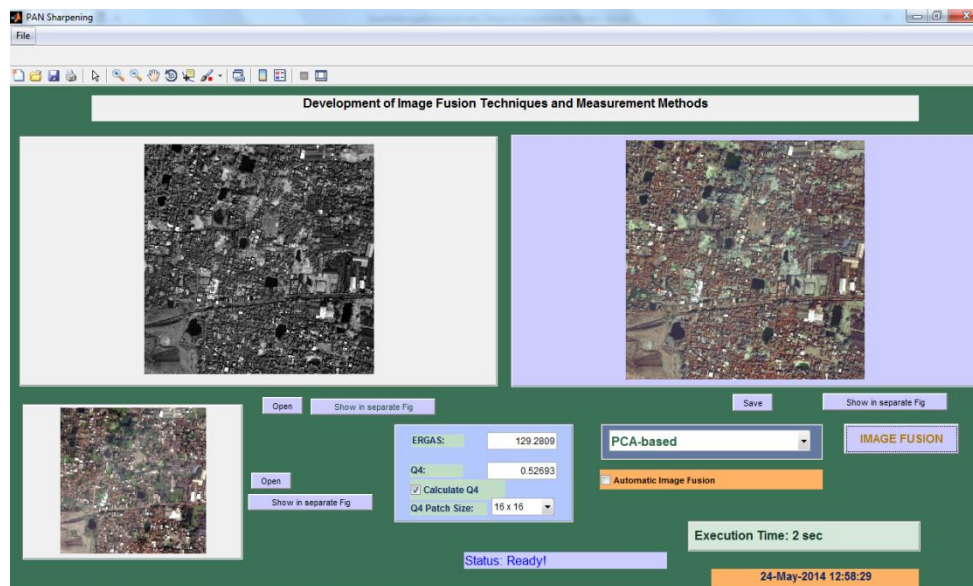 PAN Sharpening
File
Development of Image Fusion Techniques and Measurement Methods
Open
Show in separate Fig
Save
Show in separate Fig
ERGAS: 129.2809
PCA-based
IMAGE FUSION
Q4: 0.52693
Open
Automatic Image Fusion
Calculate Q4
Show in separate Fig
Q4 Patch Size: 16 x 16
Execution Time: 2 sec
Status: Ready!
24-May-2014 12:58:29